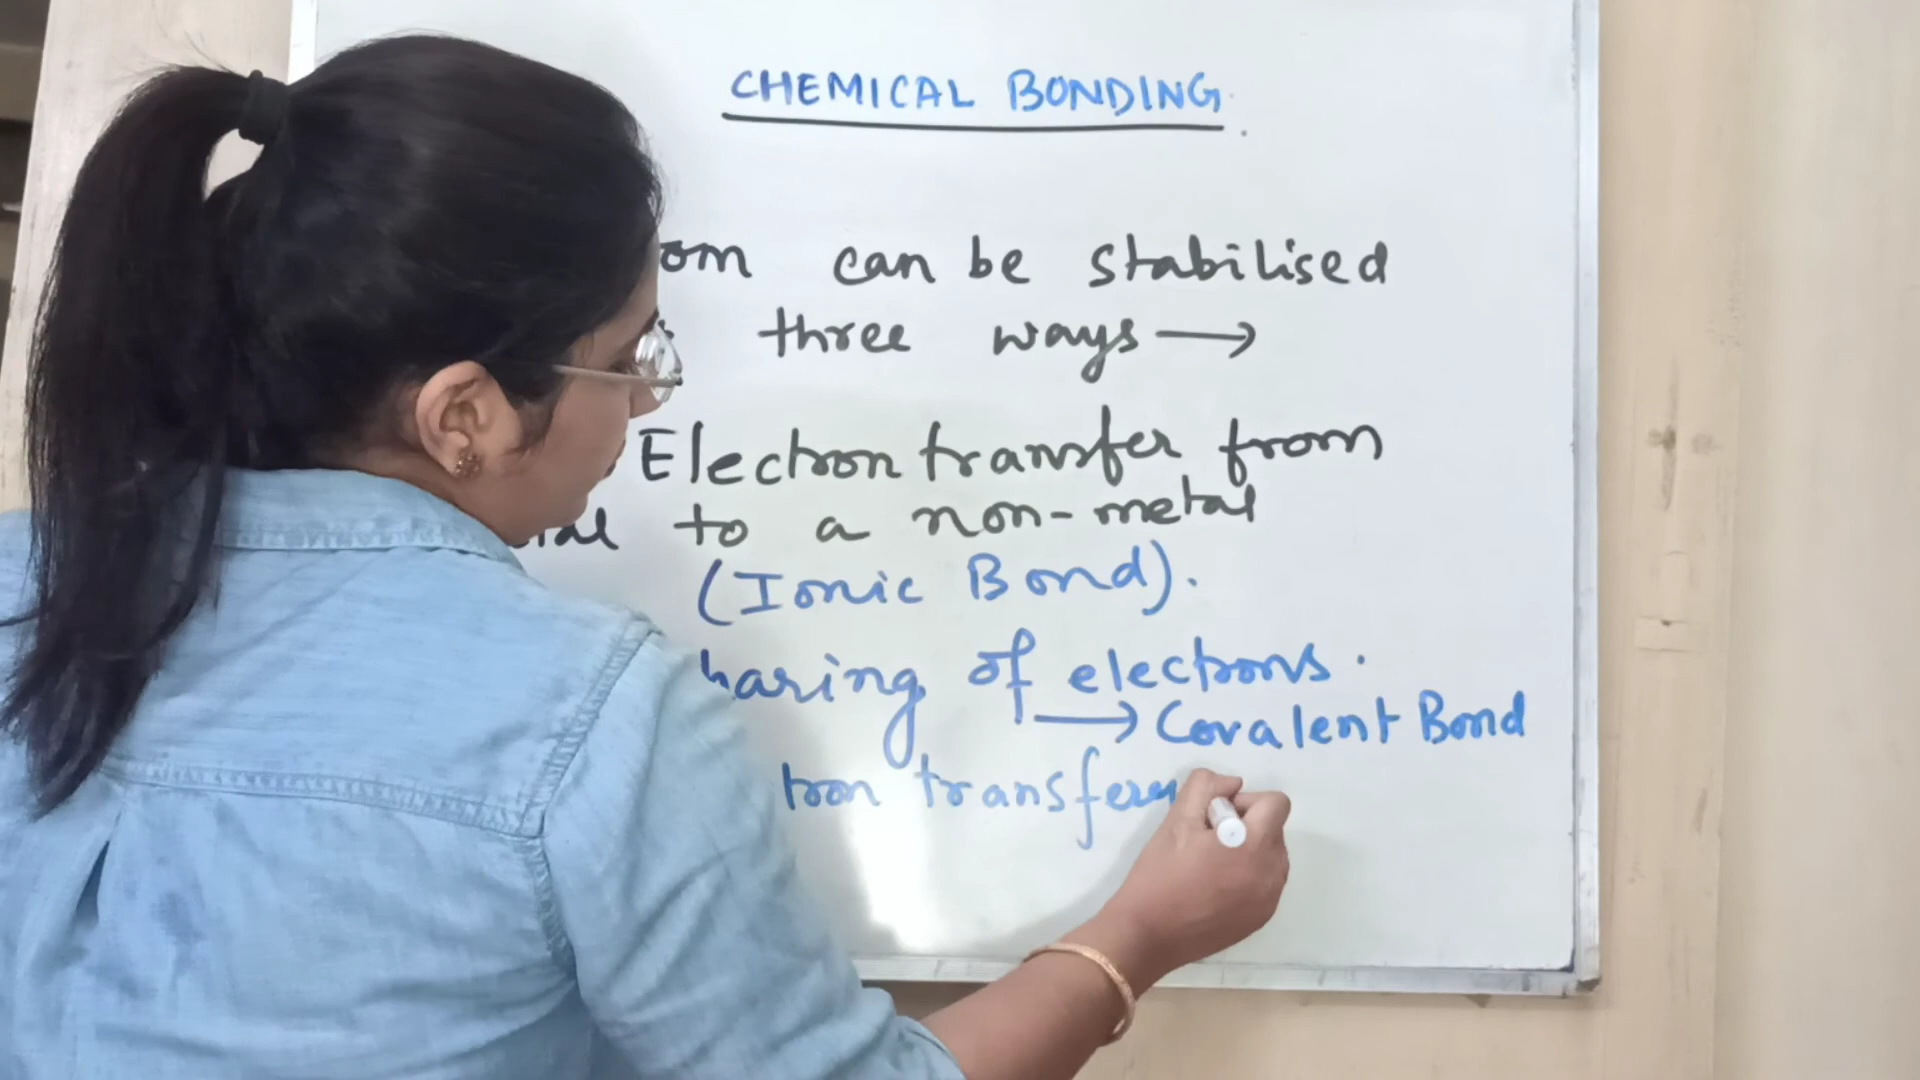 CHEMICAL BONDING
om can be stabilised
three ways →
Electron transfer from
to a non-metal
(Ionic Bond).
haring of electrons.
→ Covalent Bond
tron transfer